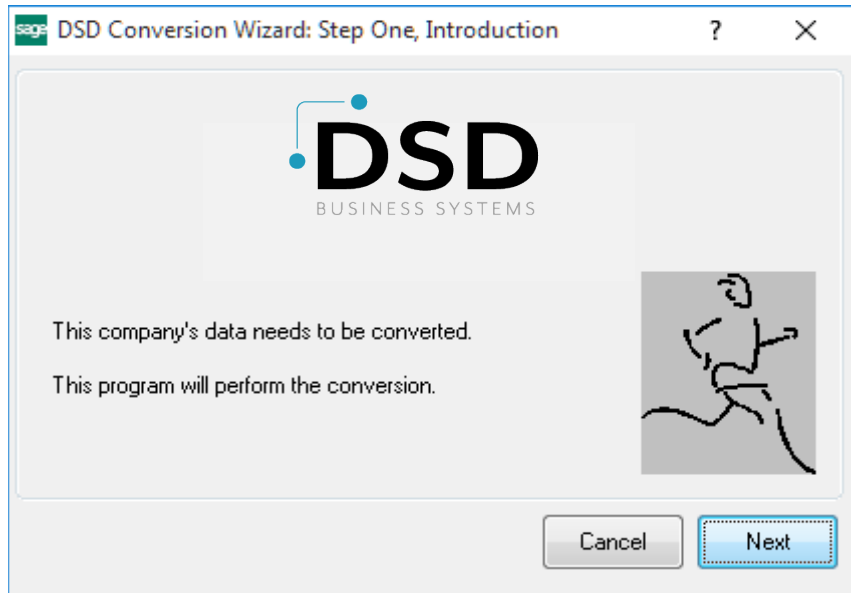 sage DSD Conversion Wizard: Step One, Introduction ?
DSD
BUSINESS SYSTEMS
This company's data needs to be converted.
This program will perform the conversion.
Cancel Next